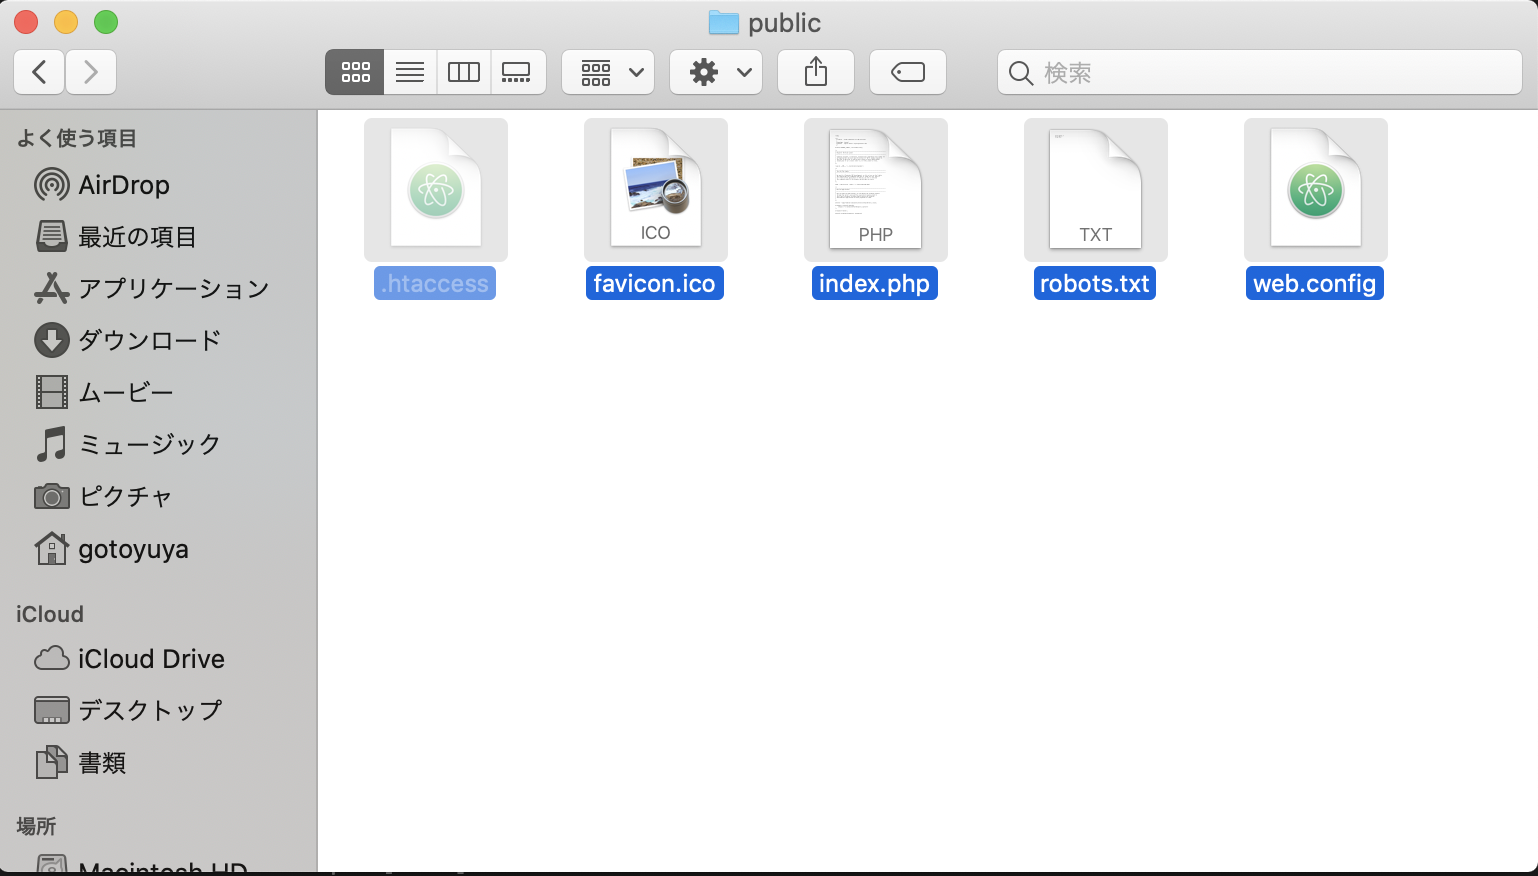 public
検索
よく使う項目
AirDrop
最近の項目
アプリケーション
ダウンロード
ムービー
ミュージック
ピクチャ
gotoyuya
iCloud
iCloud Drive
デスクトップ
書類
場所
Macintosh HD
ICO
PHP
TXT
.htaccess
favicon.ico
index.php
robots.txt
web.config